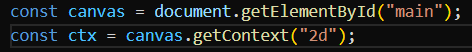 const canvas = document.getElementById("main");
const ctx = canvas.getContext("2d");